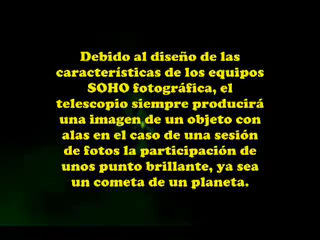 Debido al diseño de las
características de los equipos
SOHO fotográfica, el
telescopio siempre producirá
una imagen de un objeto con
alas en el caso de una sesión
de fotos la participación de
unos punto brillante, ya sea
un cometa de un planeta.